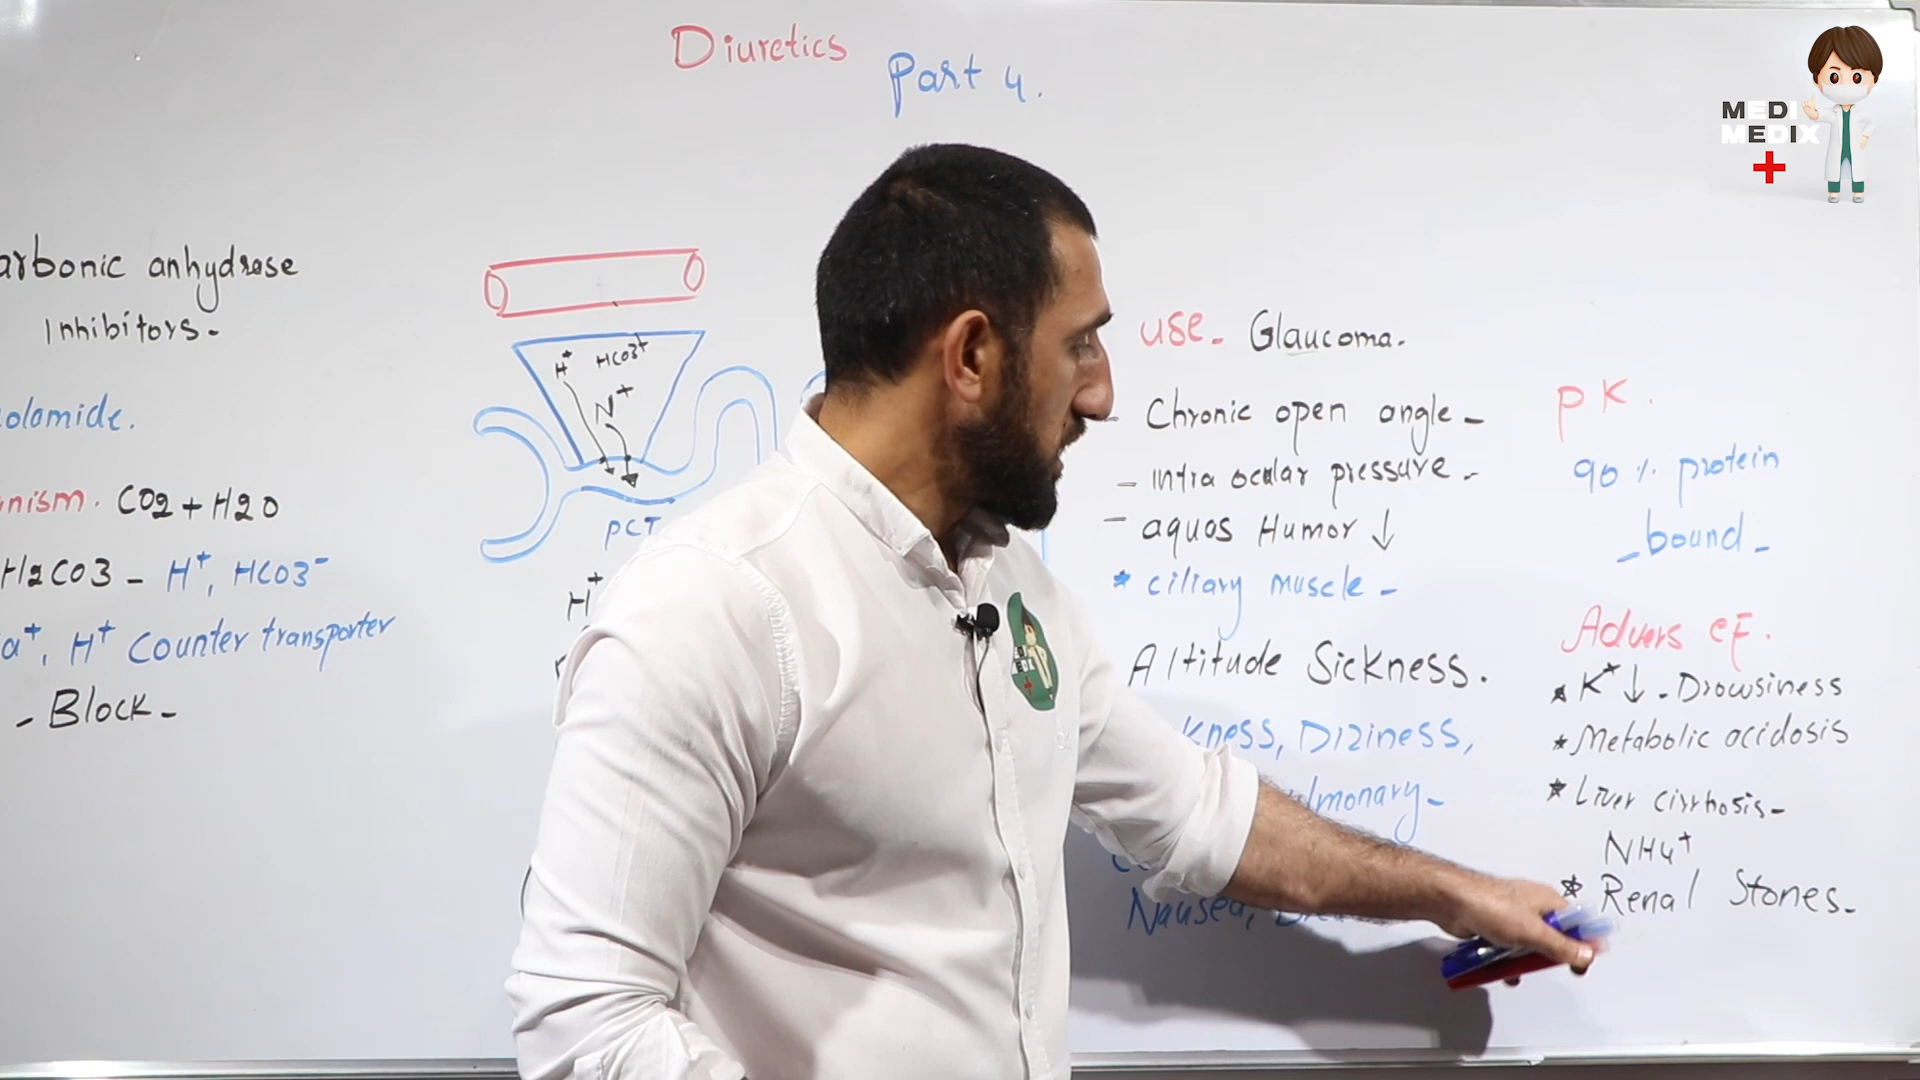 Diuretics
Part 4.
MEDI
MEDIX
arbonic anhydrase
Inhibitors-
olamide.
nism. CO2 + H2O
H2CO3 - H+, HCO3-
a+, H+ Counter transporter
- Block -
H+ HCO3+
N+
PCT
H+
use. Glaucoma.
- Chronic open angle -
- intra ocular pressure -
- aquos Humor ↓
* ciliary muscle -
Altitude Sickness.
kness, Diziness,
lmonary -
Nausea,
PK.
90 % protein
- bound -
Advers eF.
* K+ ↓ - Drowsiness
* Metabolic acidosis
* Liver cirrhosis -
NH4+
* Renal Stones -